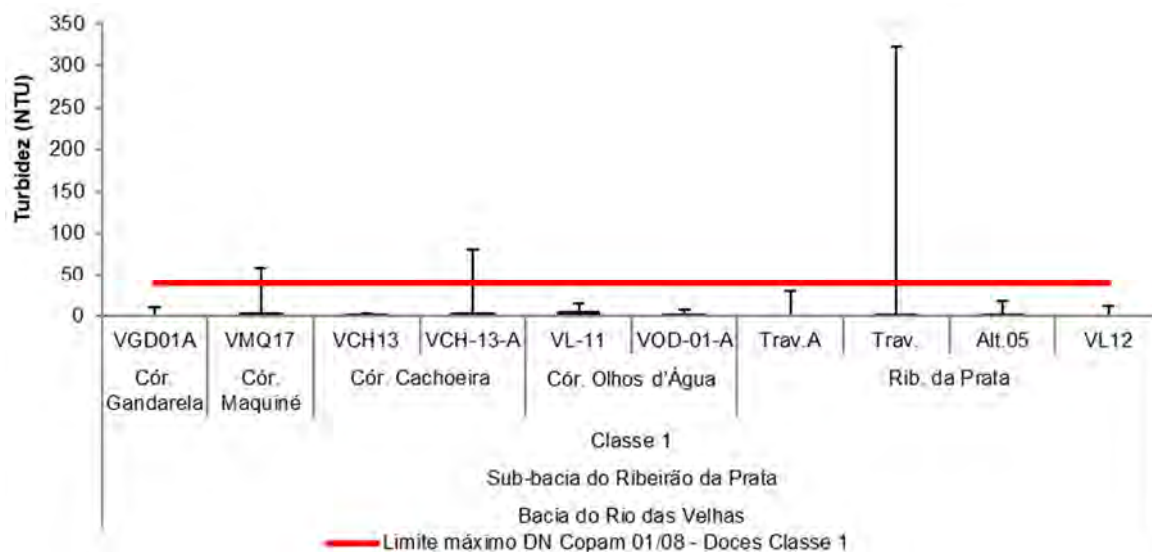 Turbidez (NTU)
350
300
250
200
150
100
50
0
VGD01A VMQ17 VCH13 VCH-13-A VL-11 VOD-01-A Trav.A Trav. Alt.05 VL12
Cór. Gandarela
Cór. Maquiné
Cór. Cachoeira
Cór. Olhos d'Água
Rib. da Prata
Classe 1
Sub-bacia do Ribeirão da Prata
Bacia do Rio das Velhas
Limite máximo DN Copam 01/08 - Doces Classe 1